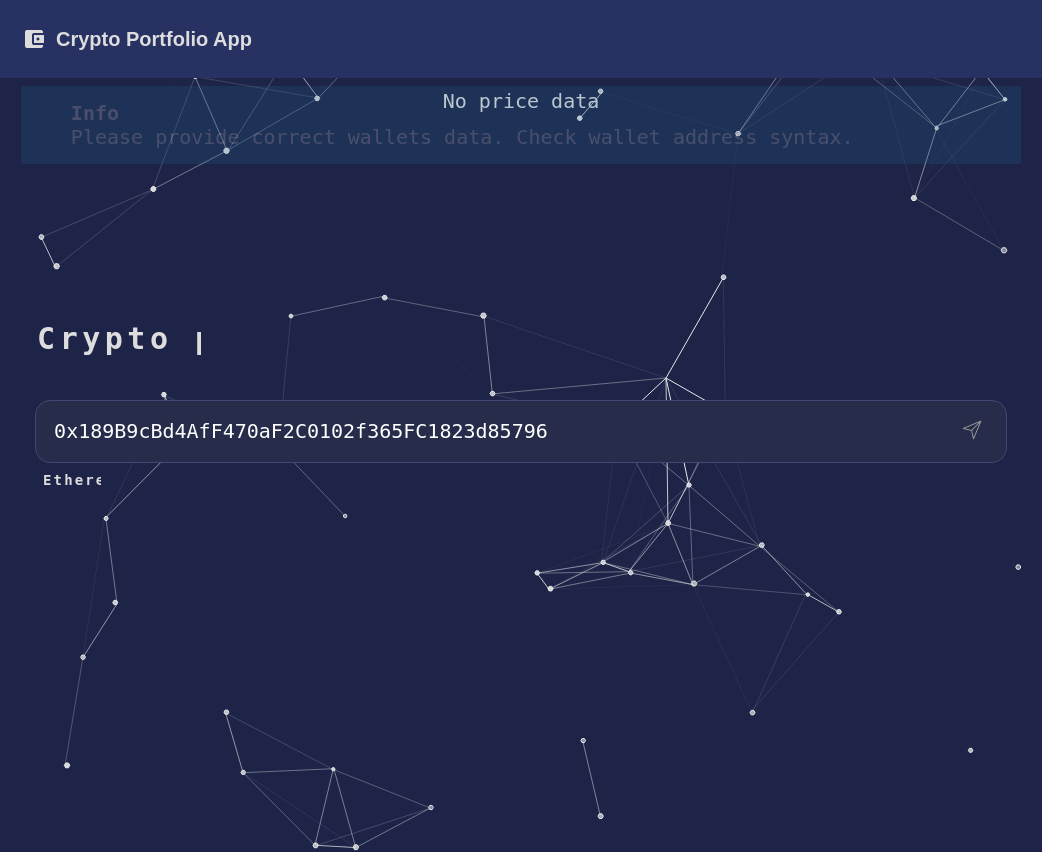 Crypto Portfolio App
No price data
Info
Please provide correct wallets data. Check wallet address syntax.
Crypto |
0x189B9cBd4AfF470aF2C0102f365FC1823d85796
Ethere